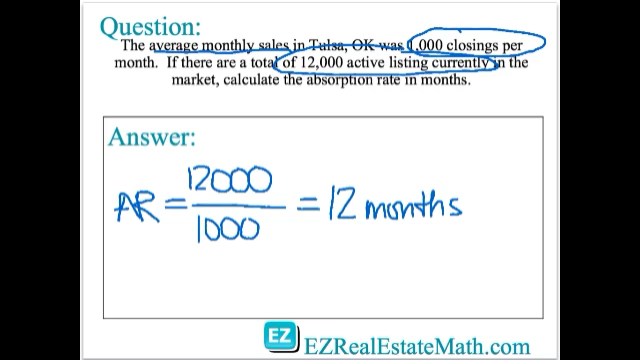 Question:
The average monthly sales in Tulsa, OK was 1,000 closings per
month. If there are a total of 12,000 active listing currently in the
market, calculate the absorption rate in months.
Answer:
AR = 12000 / 1000 = 12 months
EZ EZRealEstateMath.com